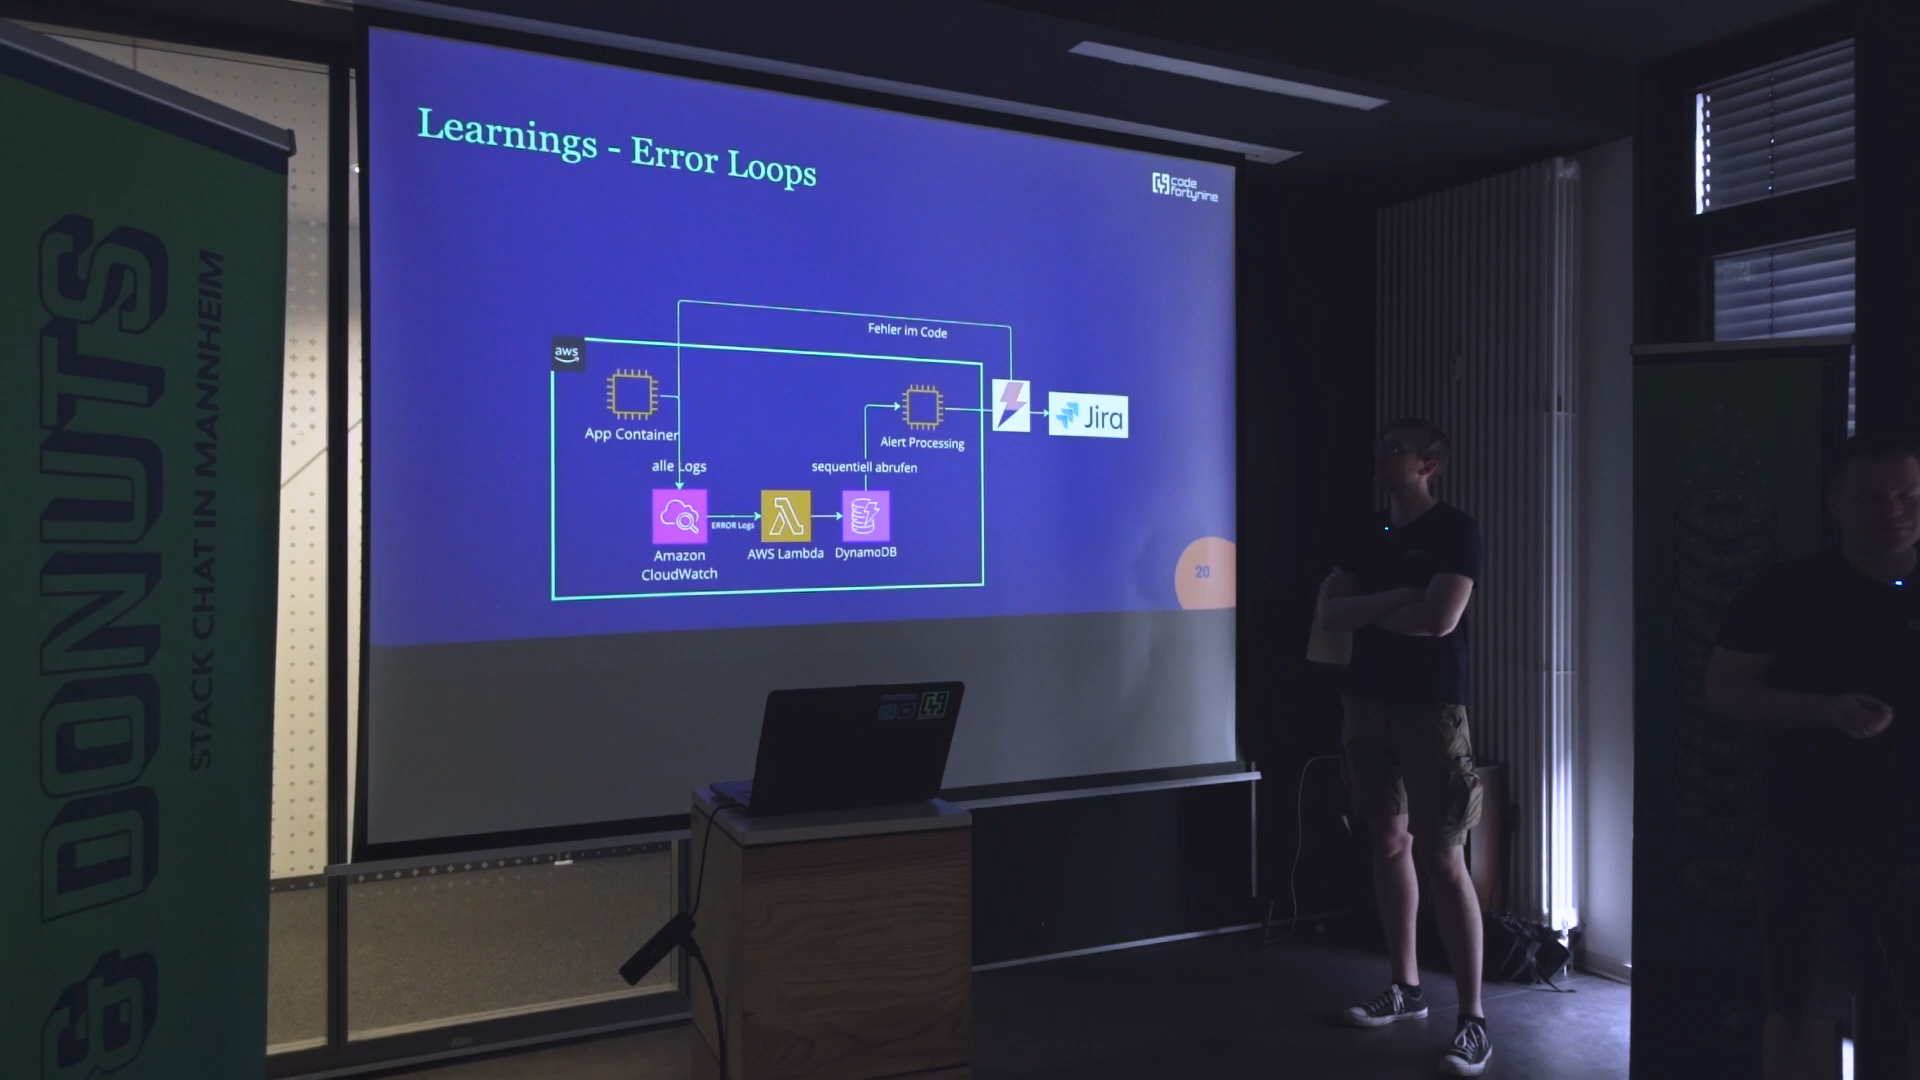 Learnings - Error Loops
code
fortynine
Fehler im Code
aws
App Container
Alert Processing
Jira
alle Logs
sequentiell abrufen
ERROR Logs
Amazon
CloudWatch
AWS Lambda
DynamoDB
20
& DONUTS
STACK CHAT IN MANNHEIM